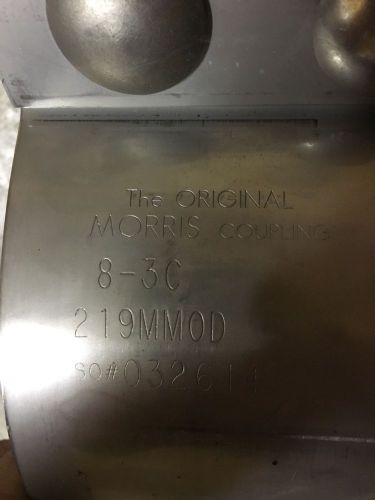 The ORIGINAL
MORRIS COUPLING
8-3C
219MMOD
SO#032614